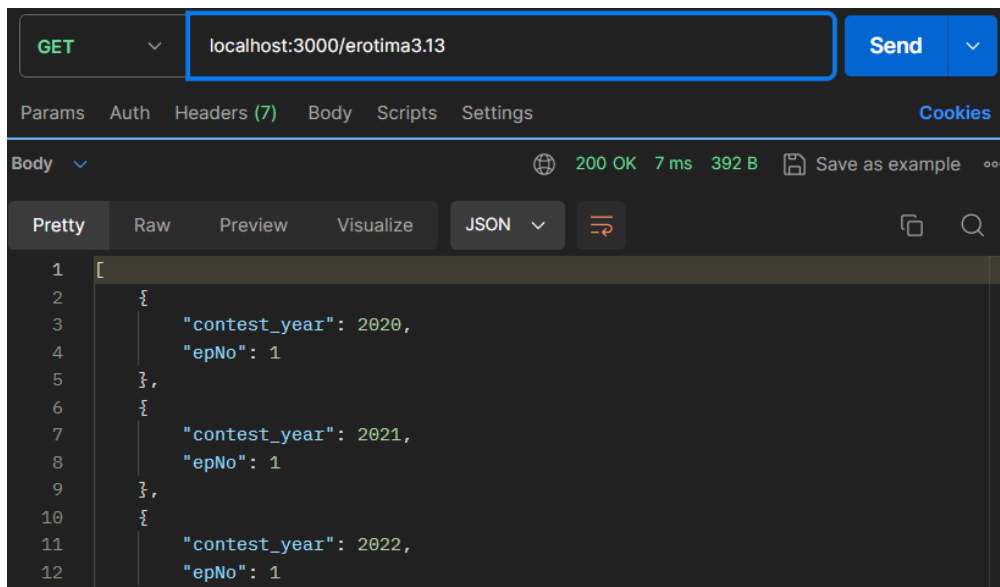 GET localhost:3000/erotima3.13 Send
Params Auth Headers (7) Body Scripts Settings Cookies
Body 200 OK 7 ms 392 B Save as example
Pretty Raw Preview Visualize JSON
1 [
2 {
3 "contest_year": 2020,
4 "epNo": 1
5 },
6 {
7 "contest_year": 2021,
8 "epNo": 1
9 },
10 {
11 "contest_year": 2022,
12 "epNo": 1